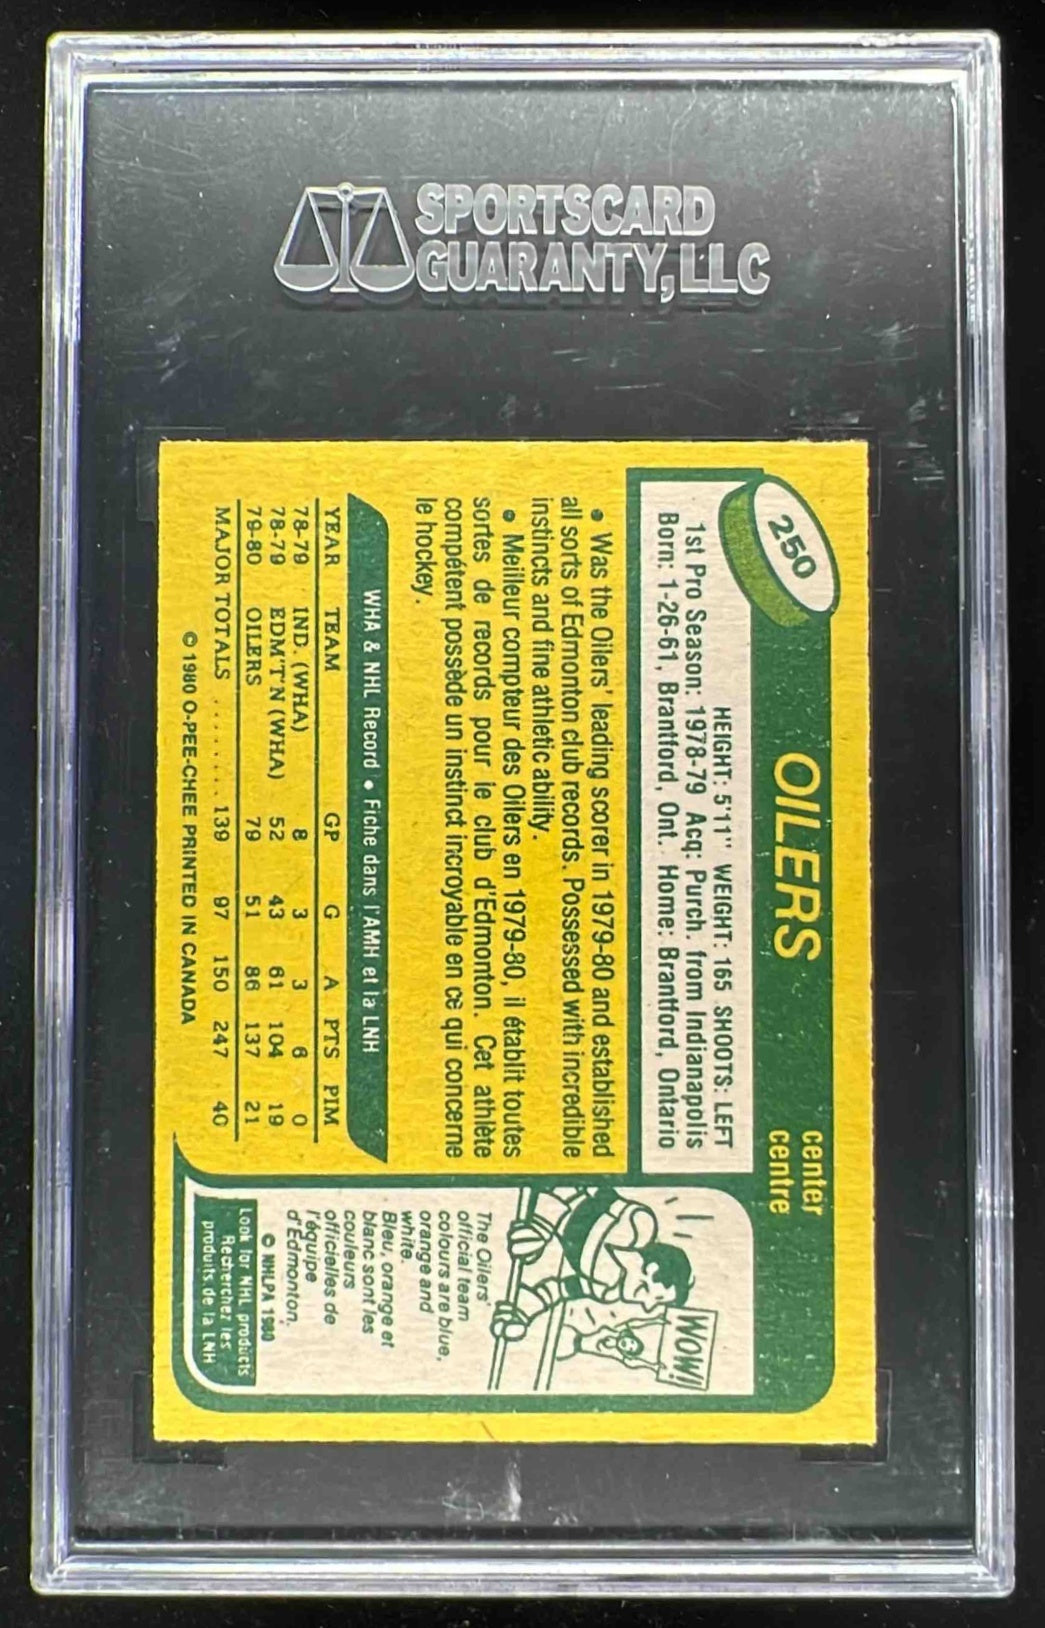 SPORTSCARD
GUARANTY, LLC
250
OILERS
center
centre
HEIGHT: 5'11" WEIGHT: 165 SHOOTS: LEFT
1st Pro Season: 1978-79 Acq: Purch. from Indianapolis
Born: 1-26-61, Brantford, Ont. Home: Brantford, Ontario
• Was the Oilers' leading scorer in 1979-80 and established
all sorts of Edmonton club records. Possessed with incredible
instincts and fine athletic ability.
• Meilleur compteur des Oilers en 1979-80, il établit toutes
sortes de records pour le club d'Edmonton. Cet athlète
compétent possède un instinct incroyable en ce qui concerne
le hockey.
WHA & NHL Record • Fiche dans l'AMH et la LNH
YEAR TEAM GP G A PTS PIM
78-79 IND. (WHA) 8 3 3 6 0
78-79 EDM'T'N (WHA) 52 43 61 104 19
79-80 OILERS 79 51 86 137 21
MAJOR TOTALS ........ 139 97 150 247 40
© 1980 O-PEE-CHEE PRINTED IN CANADA
WOW!
The Oilers'
official team
colours are blue,
orange and
white.
Bleu, orange et
blanc sont les
couleurs
officielles de
l'équipe
d'Edmonton.
© NHLPA 1980
Look for NHL products
Recherchez les
produits de la LNH